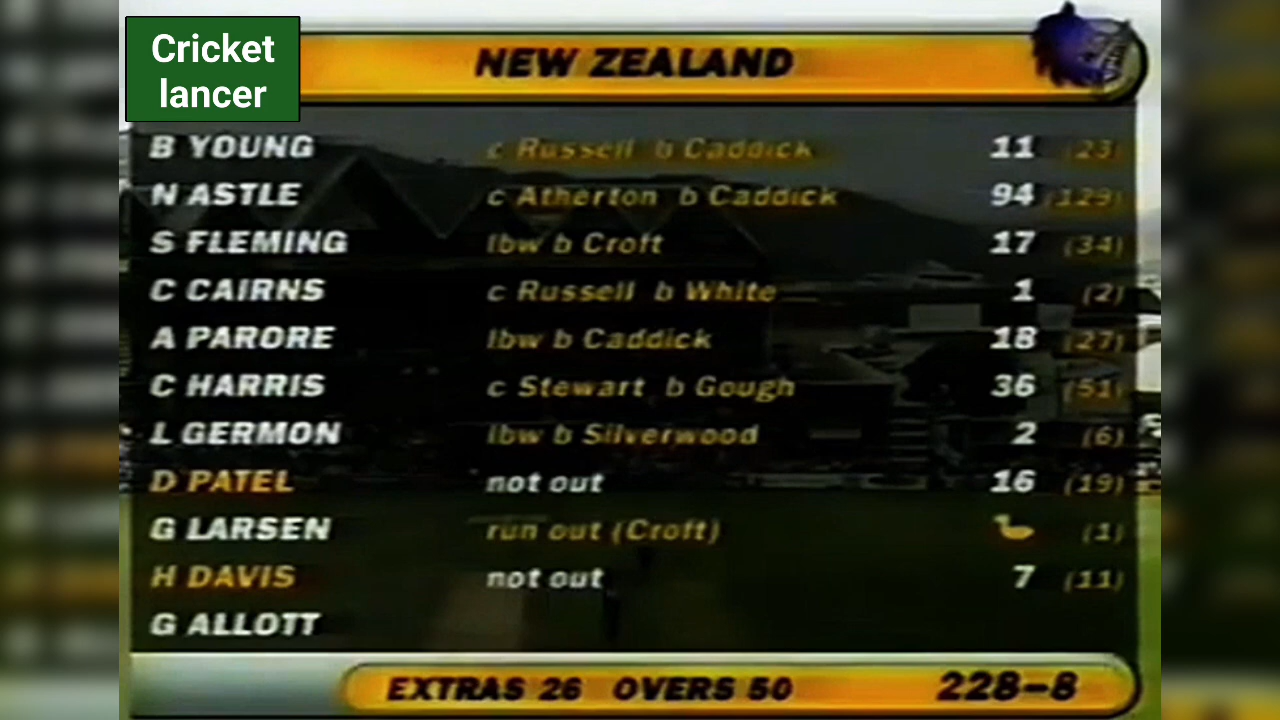 Cricket
lancer
NEW ZEALAND
B YOUNG c Russell b Caddick 11 (23)
N ASTLE c Atherton b Caddick 94 (129)
S FLEMING lbw b Croft 17 (34)
C CAIRNS c Russell b White 1 (2)
A PARORE lbw b Caddick 18 (27)
C HARRIS c Stewart b Gough 36 (51)
L GERMON lbw b Silverwood 2 (6)
D PATEL not out 16 (19)
G LARSEN run out (Croft) (1)
H DAVIS not out 7 (11)
G ALLOTT
EXTRAS 26 OVERS 50 228-8